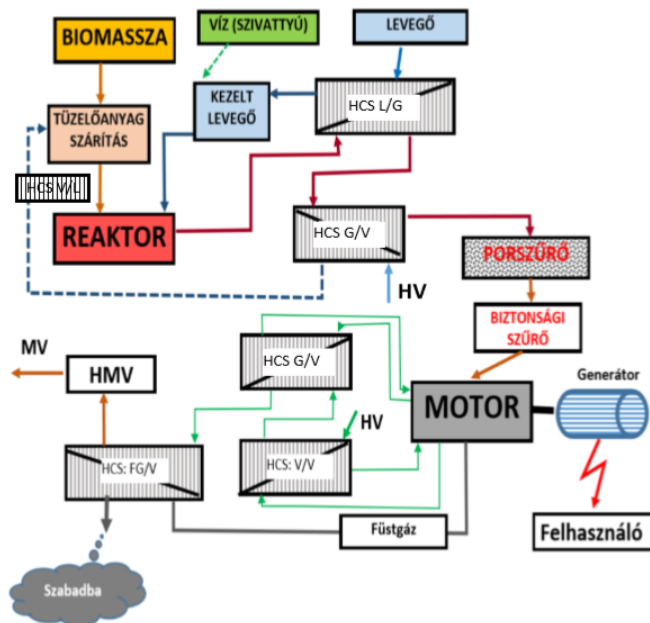 VÍZ (SZIVATTYÚ)
LEVEGŐ
BIOMASSZA
KEZELT
LEVEGŐ
HCS L/G
TÜZELŐANYAG
SZÁRÍTÁS
HCS V/L
REAKTOR
HCS G/V
PORSZŰRŐ
HV
BIZTONSÁGI
SZŰRŐ
MV
HMV
HCS G/V
Generátor
MOTOR
HV
HCS: FG/V
HCS: V/V
Füstgáz
Felhasználó
Szabadba